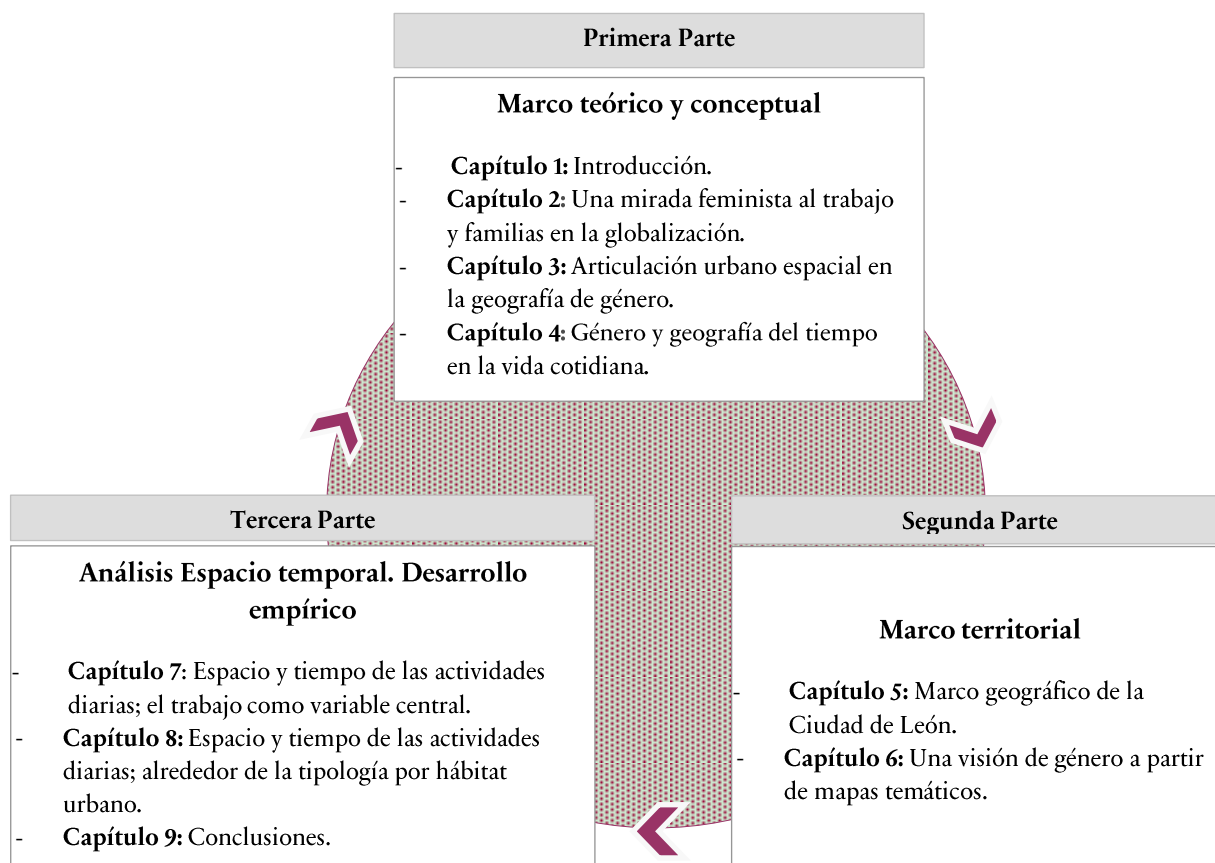 Primera Parte
Marco teórico y conceptual
- Capítulo 1: Introducción.
- Capítulo 2: Una mirada feminista al trabajo
y familias en la globalización.
- Capítulo 3: Articulación urbano espacial en
la geografía de género.
- Capítulo 4: Género y geografía del tiempo
en la vida cotidiana.
Segunda Parte
Marco territorial
- Capítulo 5: Marco geográfico de la
Ciudad de León.
- Capítulo 6: Una visión de género a partir
de mapas temáticos.
Tercera Parte
Análisis Espacio temporal. Desarrollo
empírico
- Capítulo 7: Espacio y tiempo de las actividades
diarias; el trabajo como variable central.
- Capítulo 8: Espacio y tiempo de las actividades
diarias; alrededor de la tipología por hábitat
urbano.
- Capítulo 9: Conclusiones.